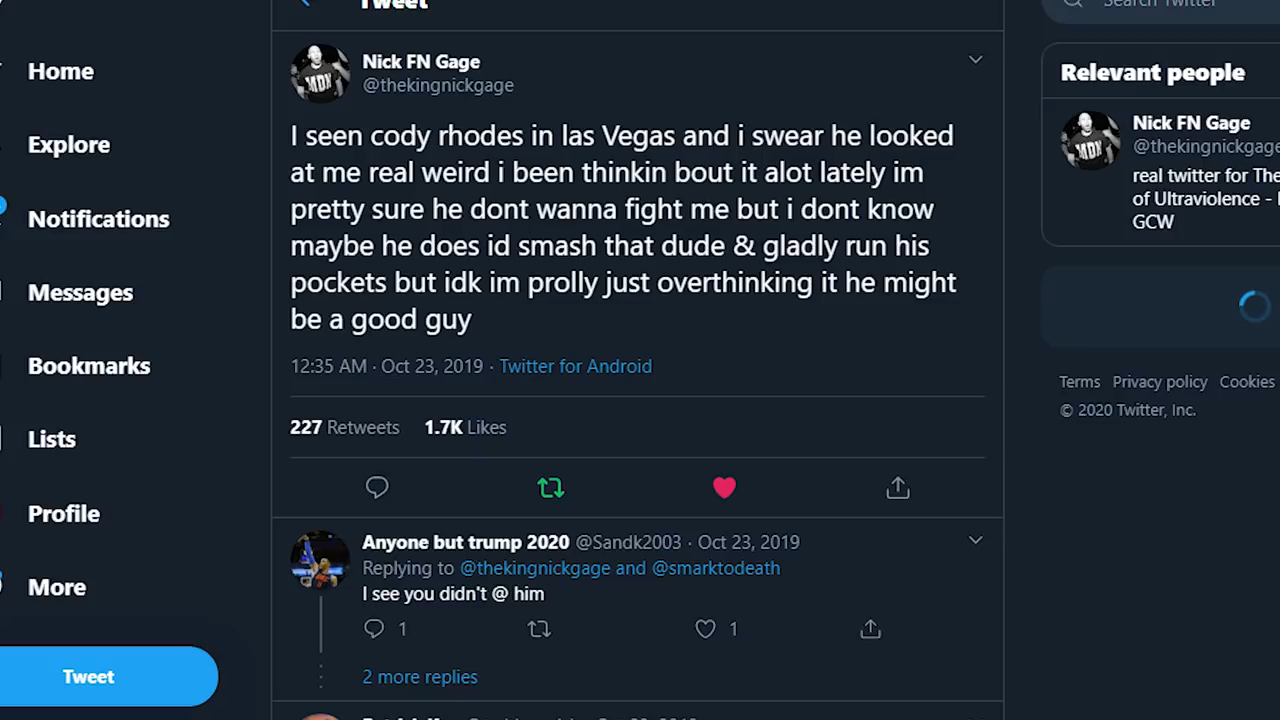 Tweet
Search Twitter
Home
Explore
Notifications
Messages
Bookmarks
Lists
Profile
More
Tweet
Nick FN Gage
@thekingnickgage
I seen cody rhodes in las Vegas and i swear he looked
at me real weird i been thinkin bout it alot lately im
pretty sure he dont wanna fight me but i dont know
maybe he does id smash that dude & gladly run his
pockets but idk im prolly just overthinking it he might
be a good guy
12:35 AM · Oct 23, 2019 · Twitter for Android
227 Retweets 1.7K Likes
Anyone but trump 2020 @Sandk2003 · Oct 23, 2019
Replying to @thekingnickgage and @smarktodeath
I see you didn't @ him
1 1
2 more replies
Relevant people
Nick FN Gage
@thekingnickgage
real twitter for The
of Ultraviolence -
GCW
Terms Privacy policy Cookies
© 2020 Twitter, Inc.
MDK
MDK